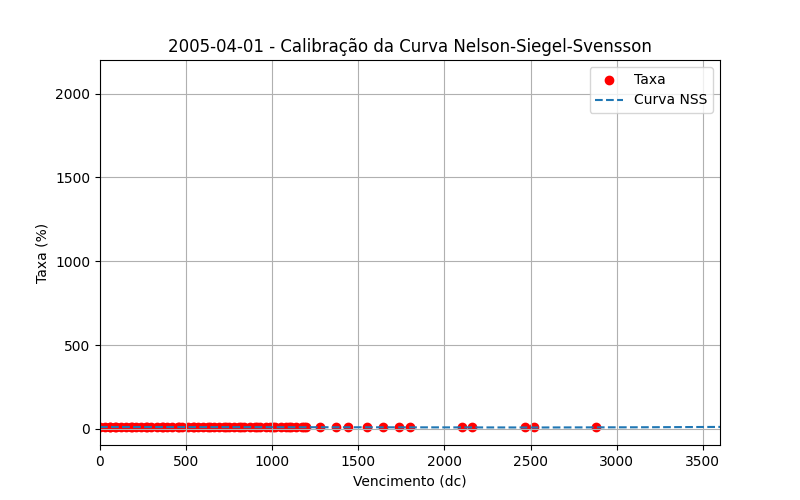 2005-04-01 - Calibração da Curva Nelson-Siegel-Svensson
Taxa
Curva NSS
Taxa (%)
2000
1500
1000
500
0
0 500 1000 1500 2000 2500 3000 3500
Vencimento (dc)